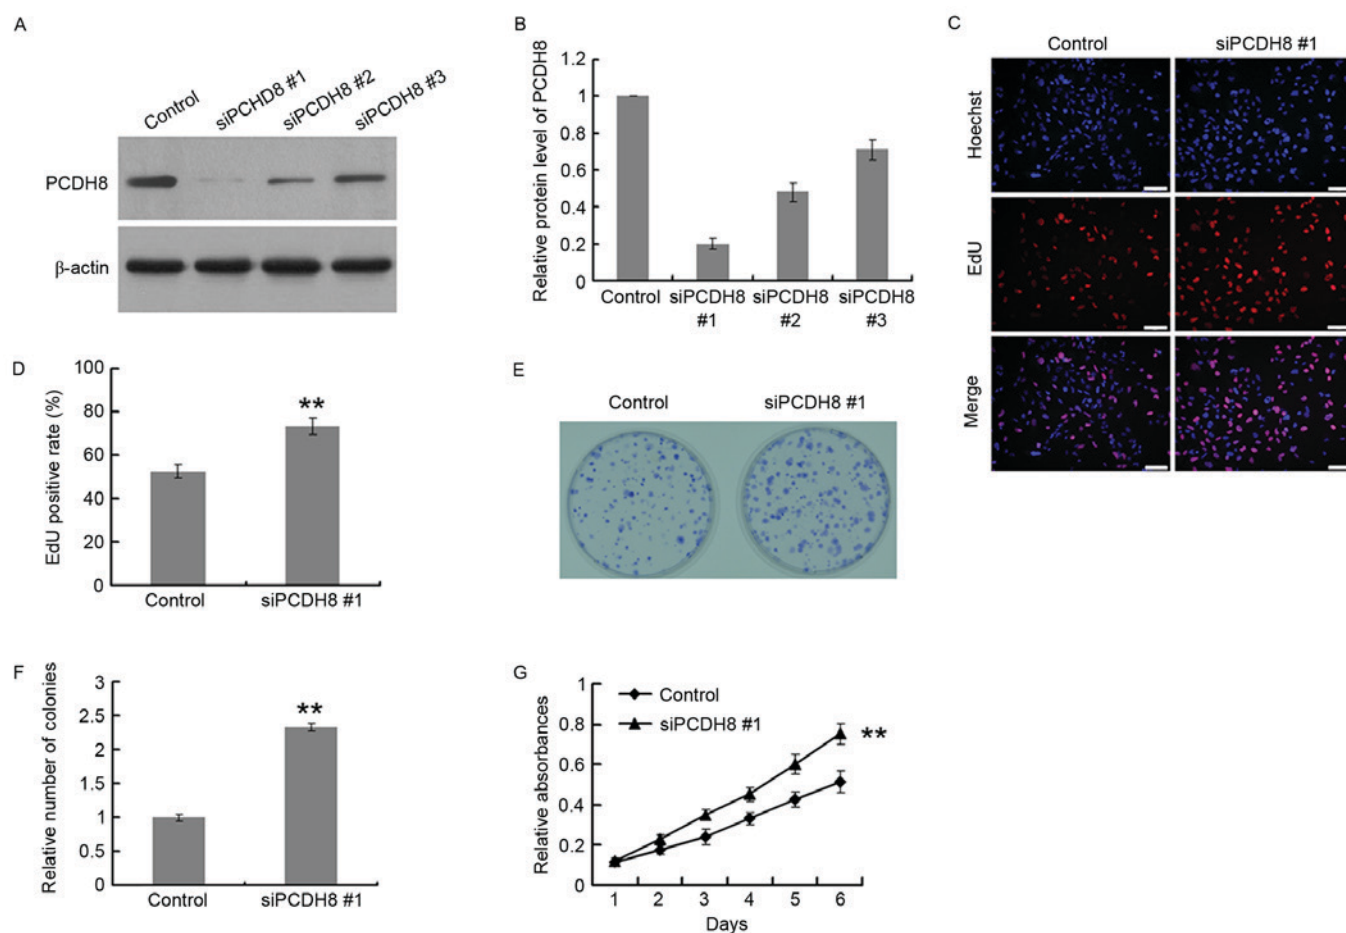 A
Control
siPCHD8 #1
siPCDH8 #2
siPCDH8 #3
PCDH8
β-actin
B
Relative protein level of PCDH8
1.2
1
0.8
0.6
0.4
0.2
0
Control
siPCDH8
#1
siPCDH8
#2
siPCDH8
#3
C
Control
siPCDH8 #1
Hoechst
EdU
Merge
D
EdU positive rate (%)
100
80
60
40
20
0
**
Control
siPCDH8 #1
E
Control
siPCDH8 #1
F
Relative number of colonies
3
2.5
2
1.5
1
0.5
0
**
Control
siPCDH8 #1
G
Relative absorbances
1
0.8
0.6
0.4
0.2
0
Control
siPCDH8 #1
**
1 2 3 4 5 6
Days